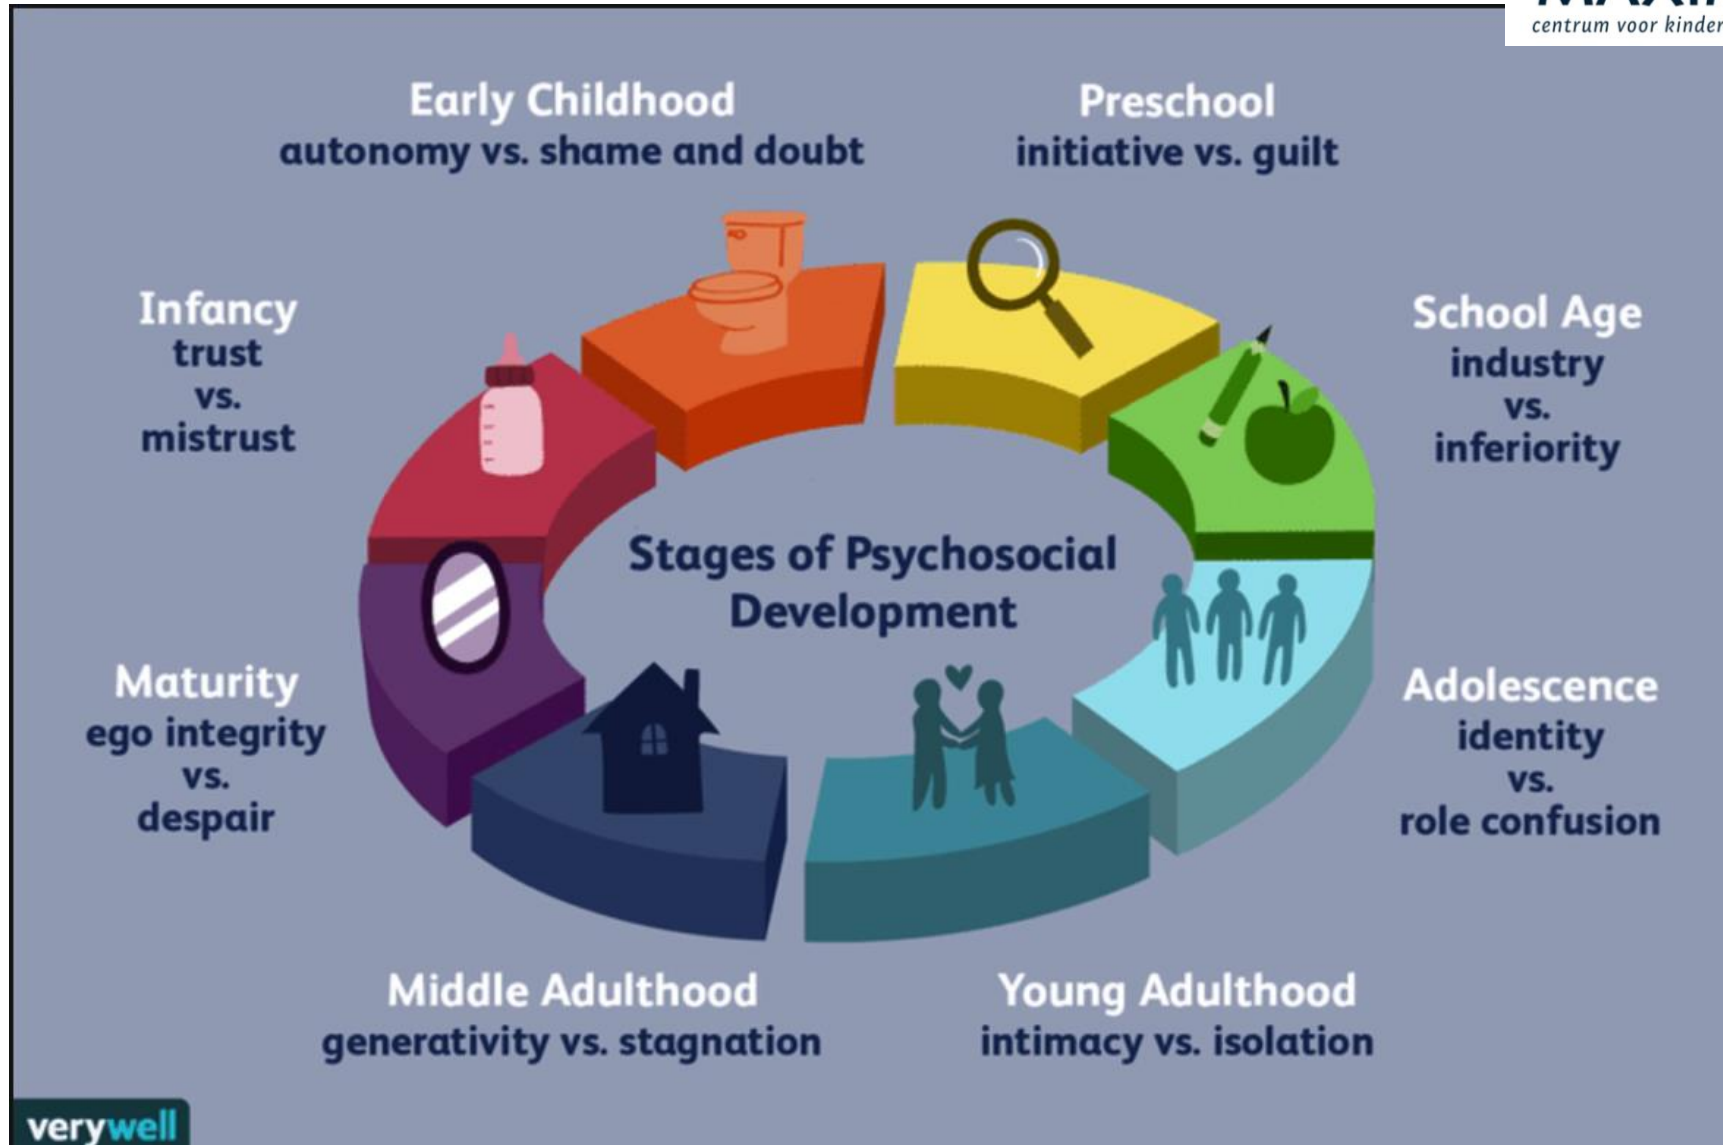 centrum voor kinder
Early Childhood
autonomy vs. shame and doubt
Preschool
initiative vs. guilt
Infancy
trust
vs.
mistrust
School Age
industry
vs.
inferiority
Stages of Psychosocial
Development
Maturity
ego integrity
vs.
despair
Adolescence
identity
vs.
role confusion
Middle Adulthood
generativity vs. stagnation
Young Adulthood
intimacy vs. isolation
verywell